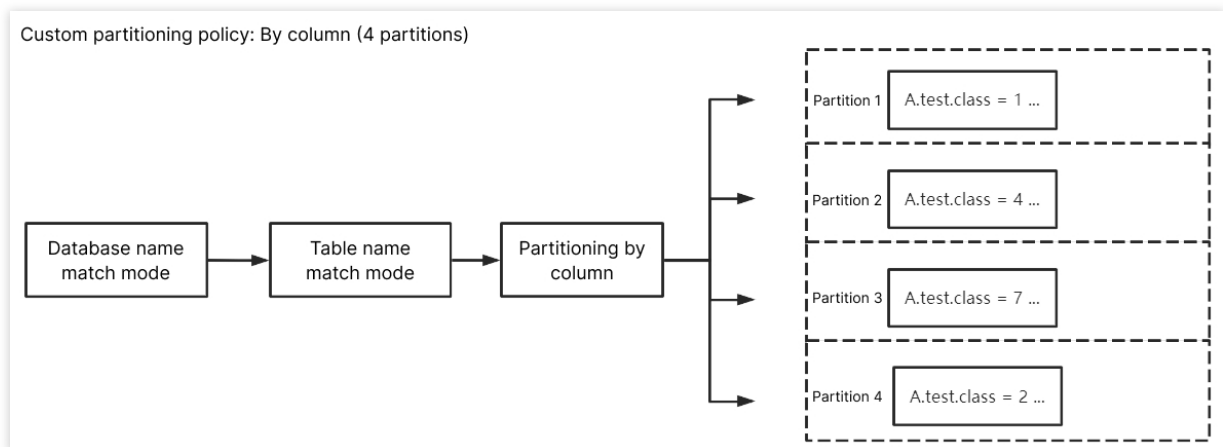 Custom partitioning policy: By column (4 partitions)
Database name
match mode
Table name
match mode
Partitioning by
column
Partition 1
A.test.class = 1 ...
Partition 2
A.test.class = 4 ...
Partition 3
A.test.class = 7 ...
Partition 4
A.test.class = 2 ...